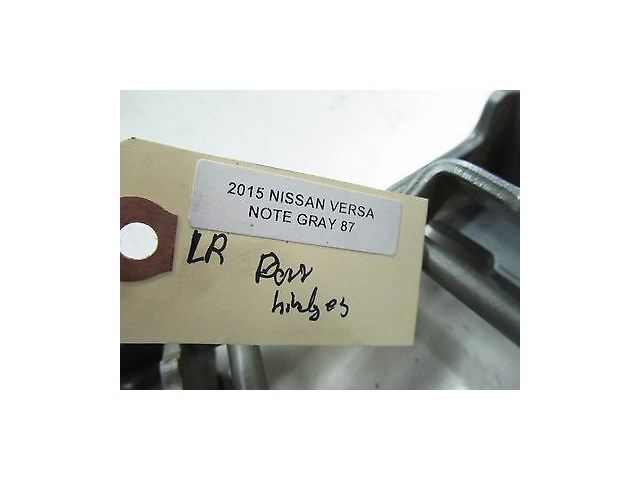 2015 NISSAN VERSA
NOTE GRAY 87
LR Door
hinges